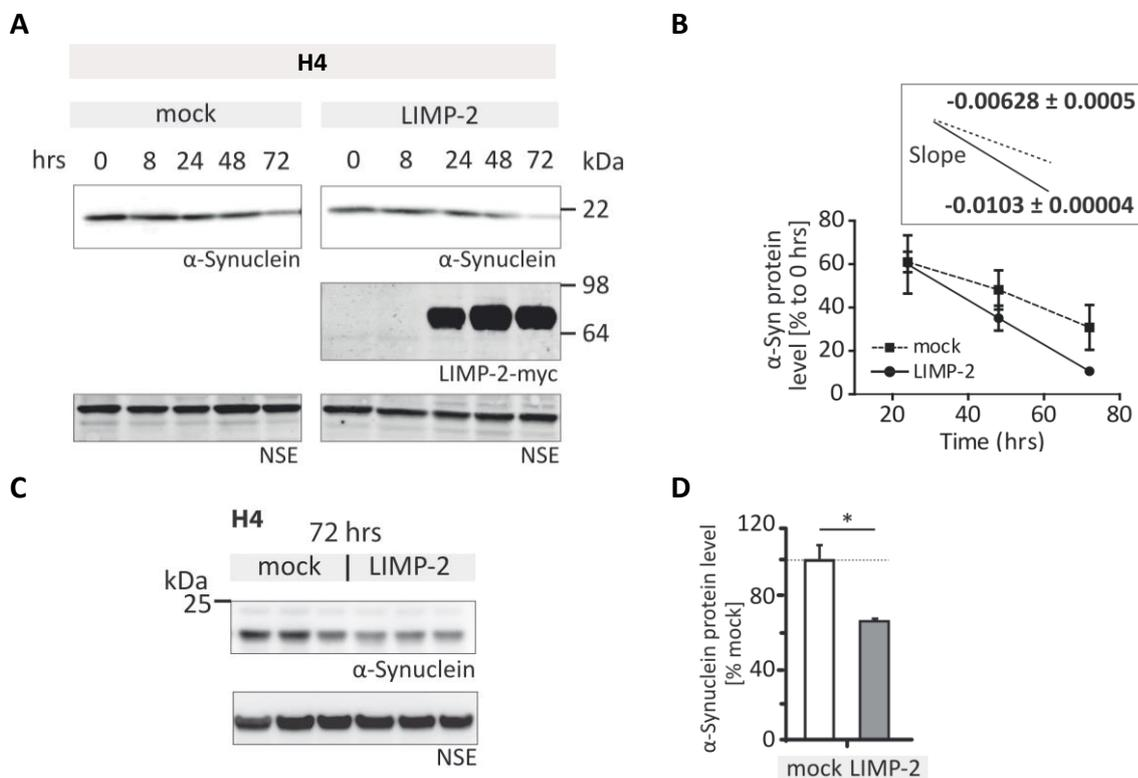 A
H4
mock
LIMP-2
hrs 0 8 24 48 72 0 8 24 48 72 kDa
22
α-Synuclein
α-Synuclein
98
64
LIMP-2-myc
NSE
NSE
B
-0.00628 ± 0.0005
Slope
-0.0103 ± 0.00004
α-Syn protein
level [% to 0 hrs]
80
60
40
20
0
mock
LIMP-2
20 40 60 80
Time (hrs)
C
H4
72 hrs
mock | LIMP-2
kDa
25
α-Synuclein
NSE
D
α-Synuclein protein level
[% mock]
120
80
40
0
*
mock LIMP-2